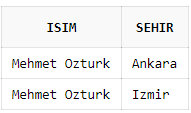 ISIM SEHIR
Mehmet Ozturk Ankara
Mehmet Ozturk Izmir